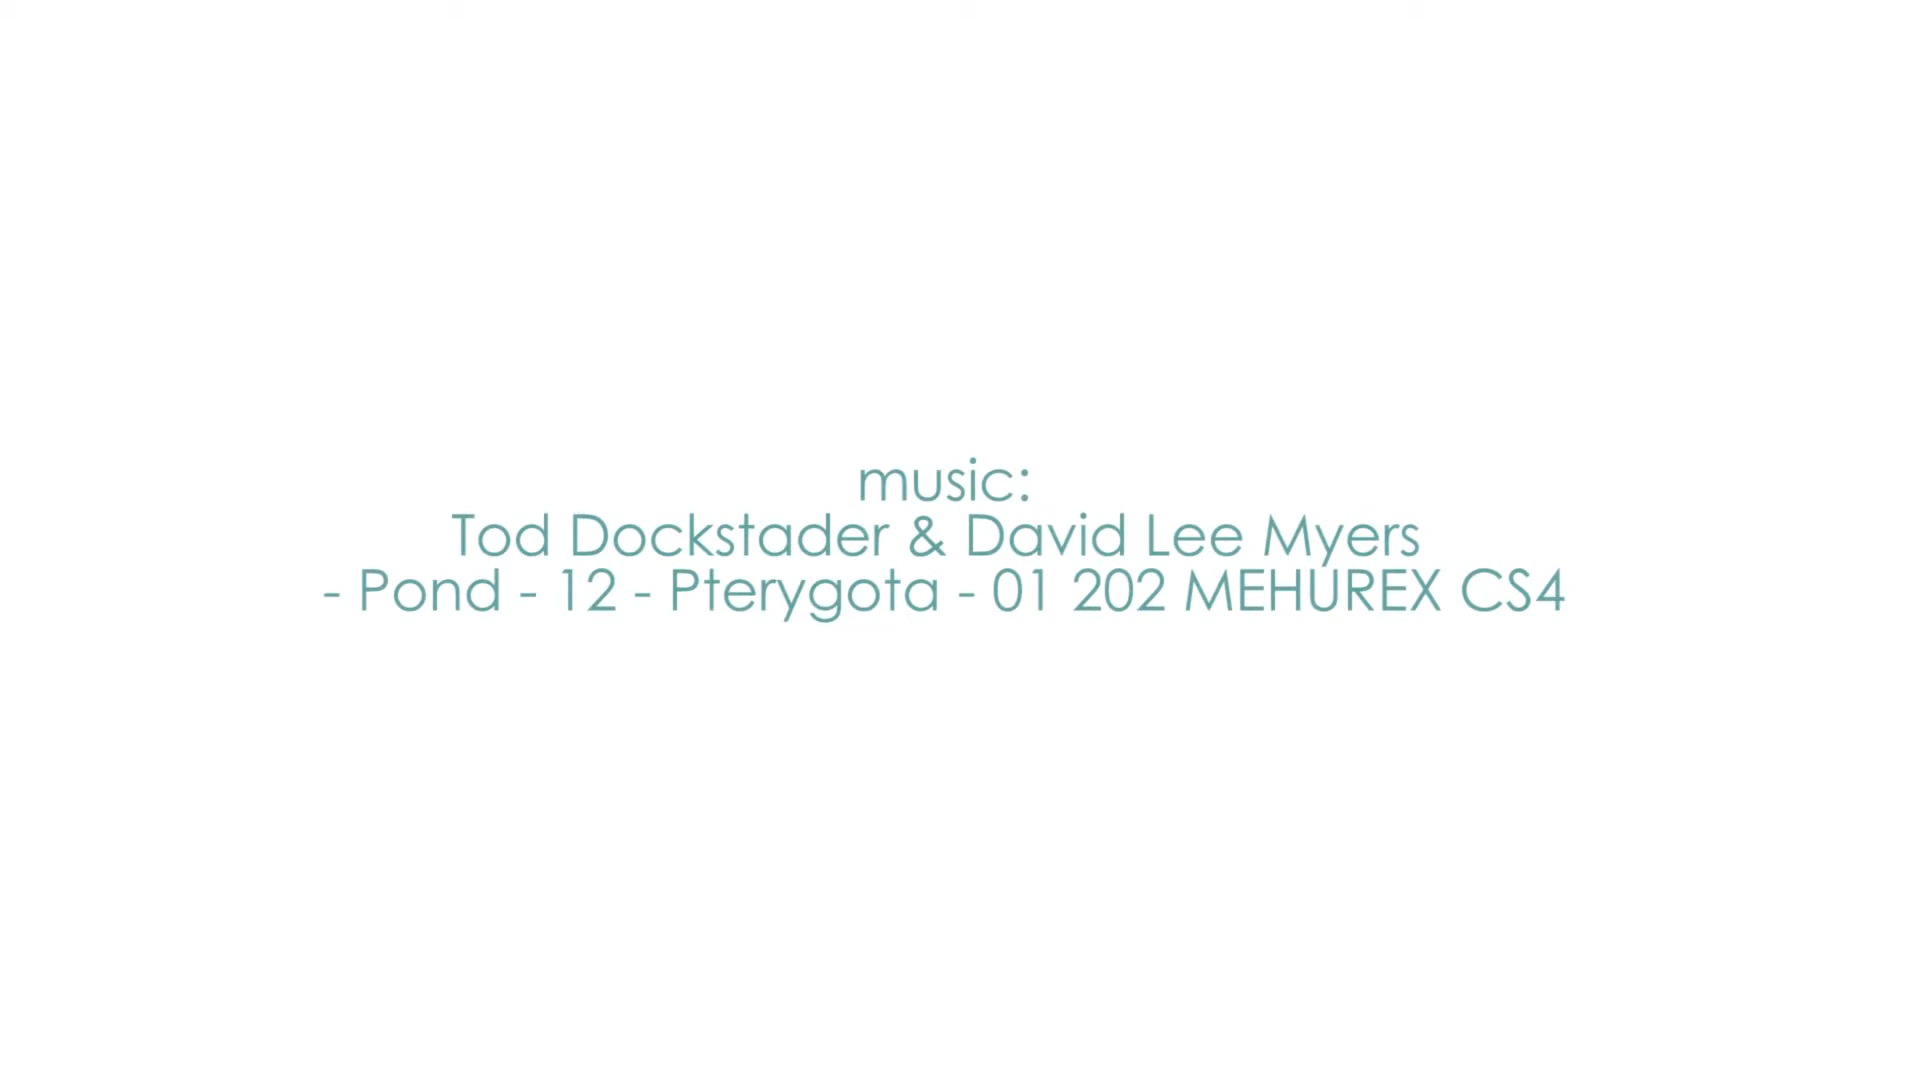 music:
Tod Dockstader & David Lee Myers
- Pond - 12 - Pterygota - 01 202 MEHUREX CS4